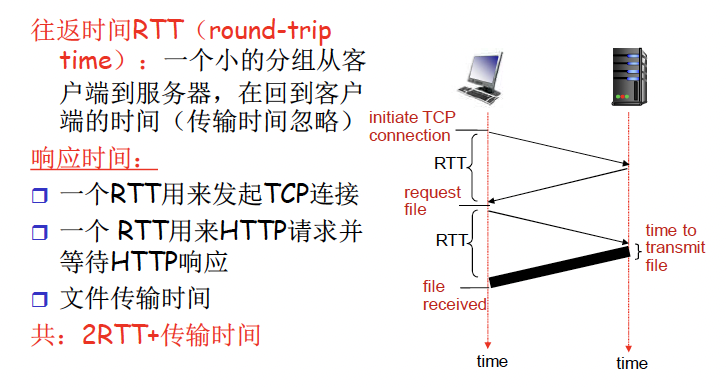 往返时间RTT（round-trip
time）：一个小的分组从客
户端到服务器，在回到客户
端的时间（传输时间忽略）
响应时间：
一个RTT用来发起TCP连接
一个 RTT用来HTTP请求并
等待HTTP响应
文件传输时间
共：2RTT+传输时间
initiate TCP
connection
RTT
request
file
RTT
time to
transmit
file
file
received
time
time